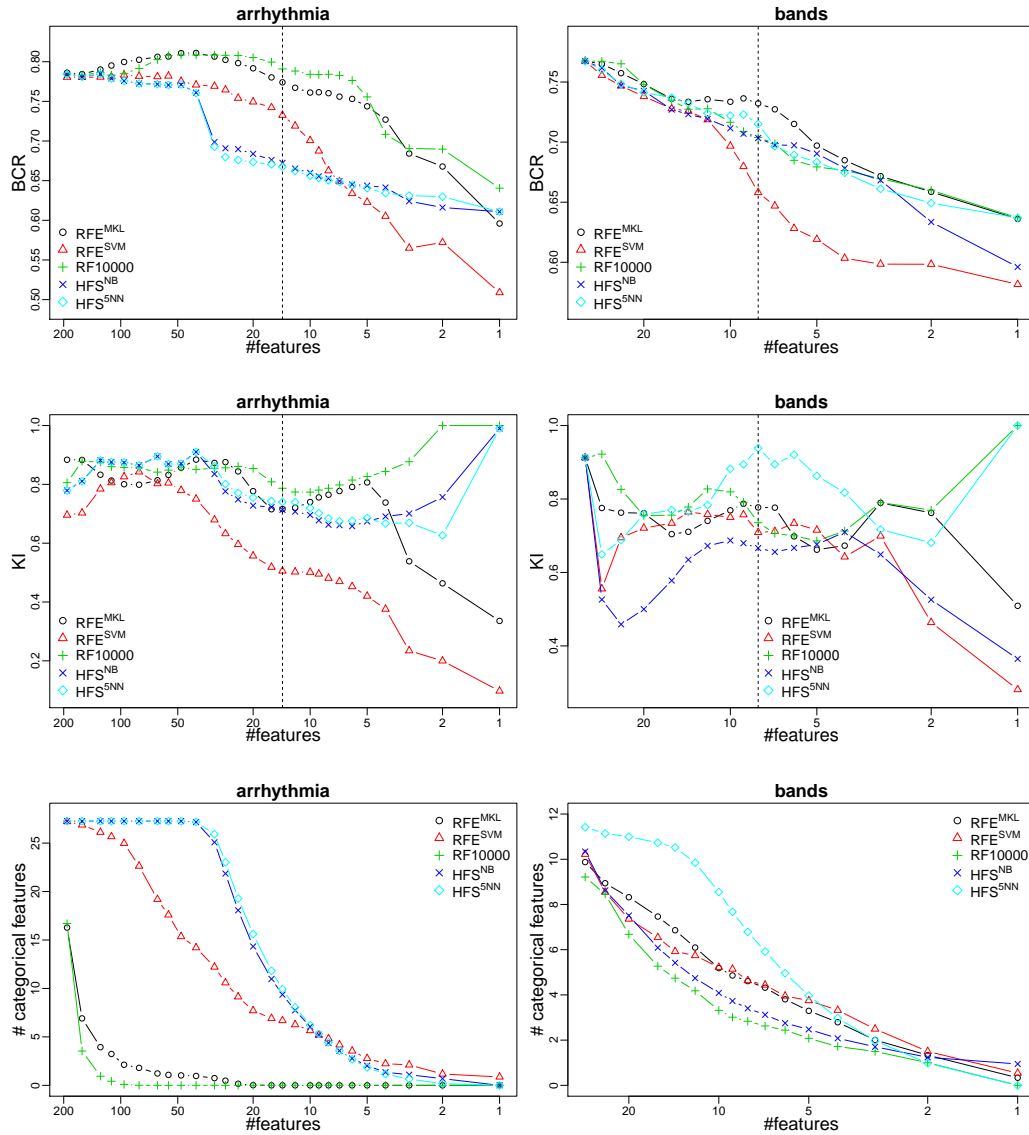 arrhythmia
0.80
0.75
0.70
0.65
0.60
0.55
0.50
BCR
RFE^MKL
RFE^SVM
RF10000
HFS^NB
HFS^5NN
200 100 50 20 10 5 2 1
#features
bands
0.75
0.70
0.65
0.60
BCR
RFE^MKL
RFE^SVM
RF10000
HFS^NB
HFS^5NN
20 10 5 2 1
#features
arrhythmia
1.0
0.8
0.6
0.4
0.2
KI
RFE^MKL
RFE^SVM
RF10000
HFS^NB
HFS^5NN
200 100 50 20 10 5 2 1
#features
bands
1.0
0.8
0.6
0.4
KI
RFE^MKL
RFE^SVM
RF10000
HFS^NB
HFS^5NN
20 10 5 2 1
#features
arrhythmia
25
20
15
10
5
0
# categorical features
RFE^MKL
RFE^SVM
RF10000
HFS^NB
HFS^5NN
200 100 50 20 10 5 2 1
#features
bands
12
10
8
6
4
2
0
# categorical features
RFE^MKL
RFE^SVM
RF10000
HFS^NB
HFS^5NN
20 10 5 2 1
#features